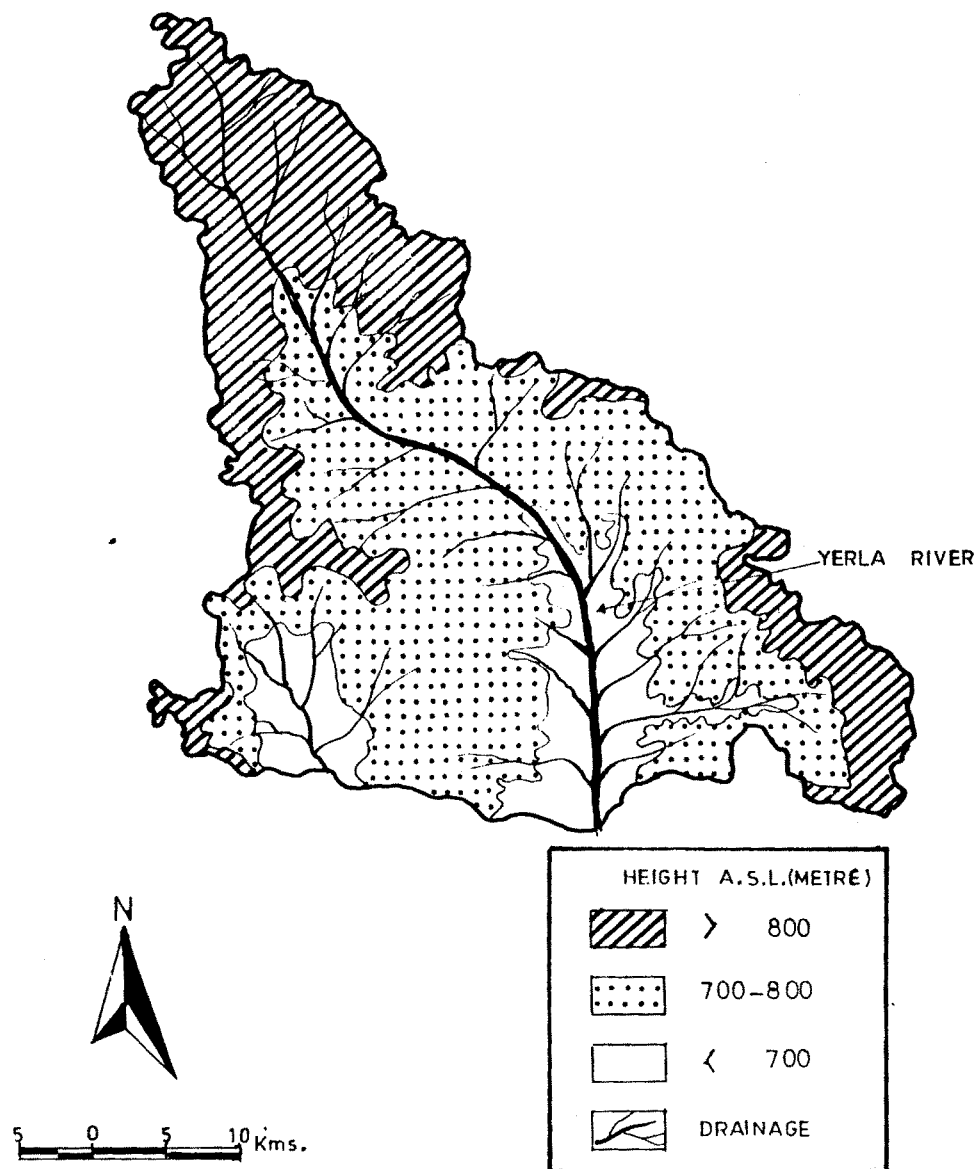 YERLA RIVER
HEIGHT A.S.L.(METRE)
> 800
700-800
< 700
DRAINAGE
N
5 0 5 10 Kms.